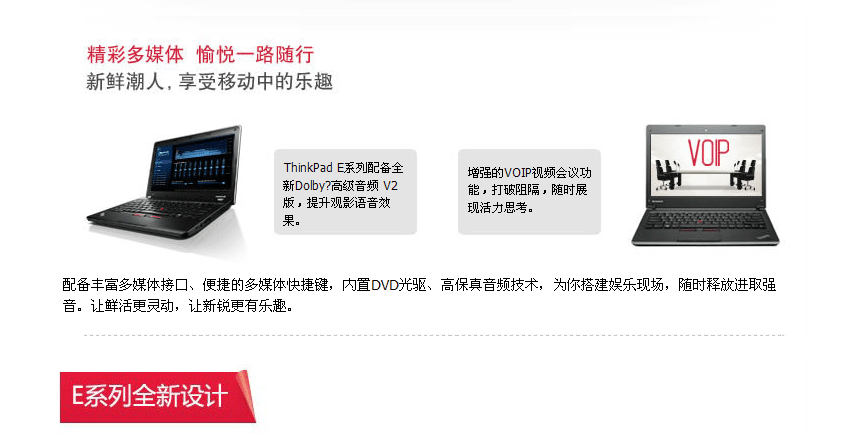 精彩多媒体 愉悦一路随行
新鲜潮人, 享受移动中的乐趣
ThinkPad E系列配备全
新Dolby?高级音频 V2
版，提升观影语音效
果。
增强的VOIP视频会议功
能，打破阻隔，随时展
现活力思考。
VOIP
配备丰富多媒体接口、便捷的多媒体快捷键，内置DVD光驱、高保真音频技术，为你搭建娱乐现场，随时释放进取强
音。让鲜活更灵动，让新锐更有乐趣。
E系列全新设计